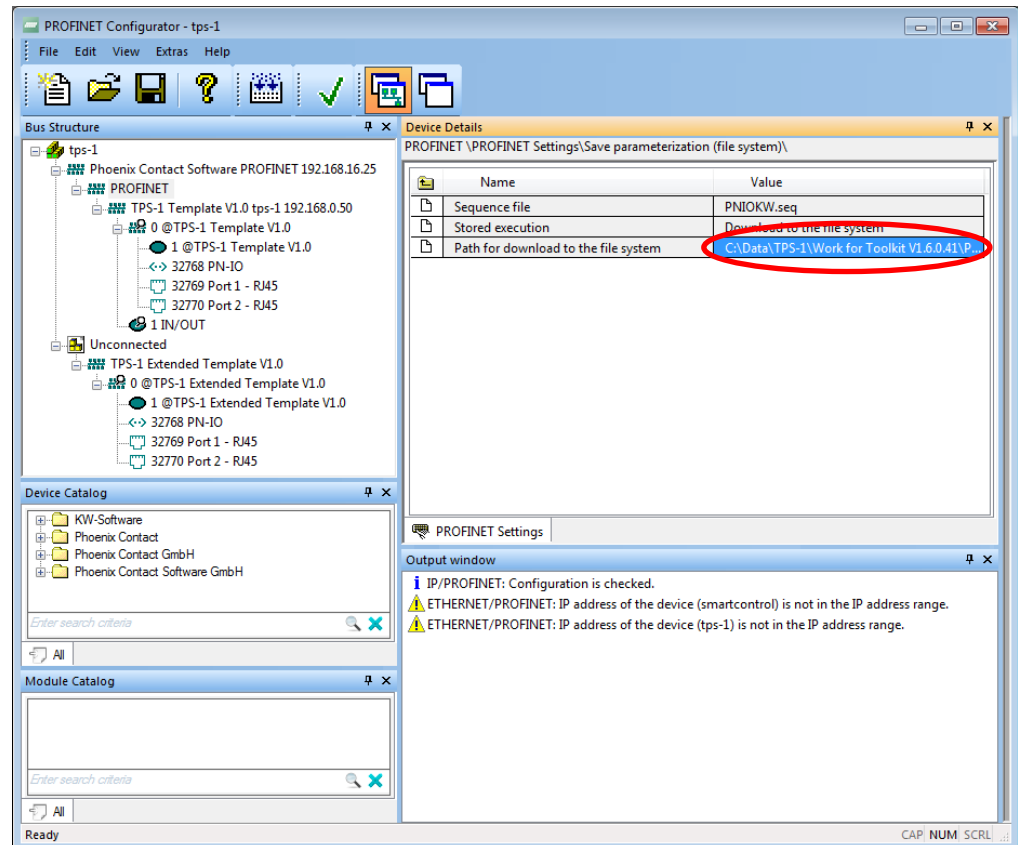 PROFINET Configurator - tps-1
File Edit View Extras Help
Bus Structure
tps-1
Phoenix Contact Software PROFINET 192.168.16.25
PROFINET
TPS-1 Template V1.0 tps-1 192.168.0.50
0 @TPS-1 Template V1.0
1 @TPS-1 Template V1.0
32768 PN-IO
32769 Port 1 - RJ45
32770 Port 2 - RJ45
1 IN/OUT
Unconnected
TPS-1 Extended Template V1.0
0 @TPS-1 Extended Template V1.0
1 @TPS-1 Extended Template V1.0
32768 PN-IO
32769 Port 1 - RJ45
32770 Port 2 - RJ45
Device Catalog
KW-Software
Phoenix Contact
Phoenix Contact GmbH
Phoenix Contact Software GmbH
Enter search criteria
All
Module Catalog
Enter search criteria
All
Device Details
PROFINET \PROFINET Settings\Save parameterization (file system)\
Name Value
Sequence file PNIOKW.seq
Stored execution Download to the file system
Path for download to the file system C:\Data\TPS-1\Work for Toolkit V1.6.0.41\P...
PROFINET Settings
Output window
IP/PROFINET: Configuration is checked.
ETHERNET/PROFINET: IP address of the device (smartcontrol) is not in the IP address range.
ETHERNET/PROFINET: IP address of the device (tps-1) is not in the IP address range.
Ready CAP NUM SCRL